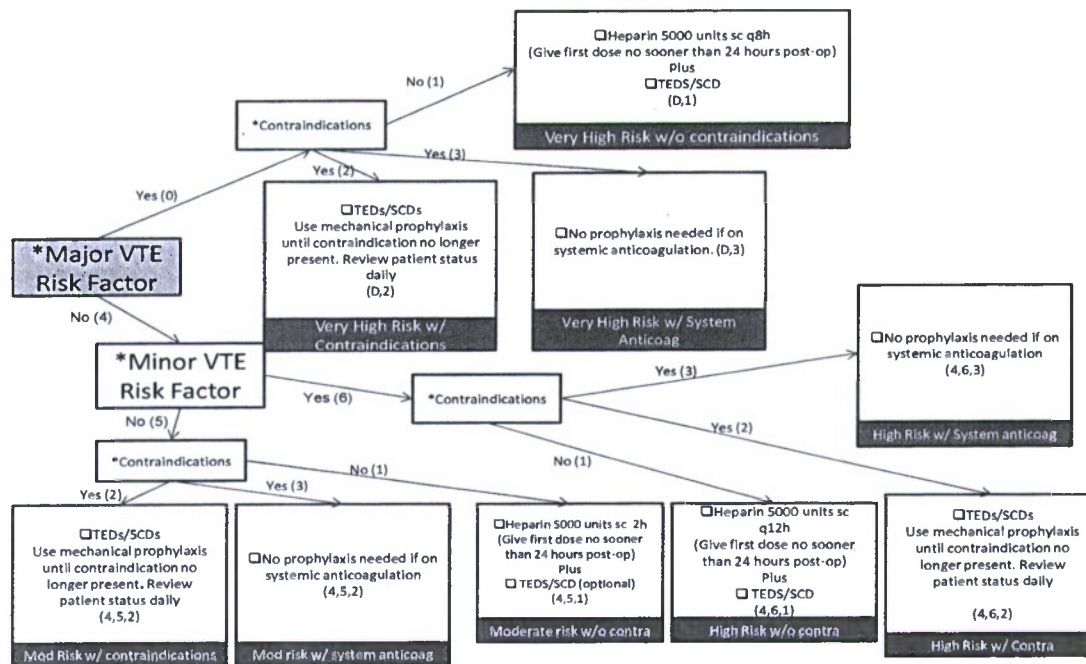 ❑Heparin 5000 units sc q8h
(Give first dose no sooner than 24 hours post-op)
Plus
❑TEDS/SCD
(D,1)
Very High Risk w/o contraindications
No (1)
*Contraindications
Yes (3)
Yes (2)
Yes (0)
❑TEDs/SCDs
Use mechanical prophylaxis
until contraindication no longer
present. Review patient status
daily
(D,2)
Very High Risk w/
Contraindications
❑No prophylaxis needed if on
systemic anticoagulation. (D,3)
Very High Risk w/ System
Anticoag
*Major VTE
Risk Factor
No (4)
*Minor VTE
Risk Factor
Yes (6)
*Contraindications
Yes (3)
❑No prophylaxis needed if on
systemic anticoagulation
(4,6,3)
High Risk w/ System anticoag
Yes (2)
No (1)
No (5)
*Contraindications
No (1)
Yes (2)
Yes (3)
❑TEDs/SCDs
Use mechanical prophylaxis
until contraindication no
longer present. Review
patient status daily
(4,5,2)
Mod Risk w/ contraindications
❑No prophylaxis needed if on
systemic anticoagulation
(4,5,2)
Mod risk w/ system anticoag
❑Heparin 5000 units sc 2h
(Give first dose no sooner
than 24 hours post-op)
Plus
❑TEDS/SCD (optional)
(4,5,1)
Moderate risk w/o contra
❑Heparin 5000 units sc
q12h
(Give first dose no sooner
than 24 hours post-op)
Plus
❑TEDS/SCD
(4,6,1)
High Risk w/o contra
❑TEDs/SCDs
Use mechanical prophylaxis
until contraindication no
longer present. Review
patient status daily
(4,6,2)
High Risk w/ Contra